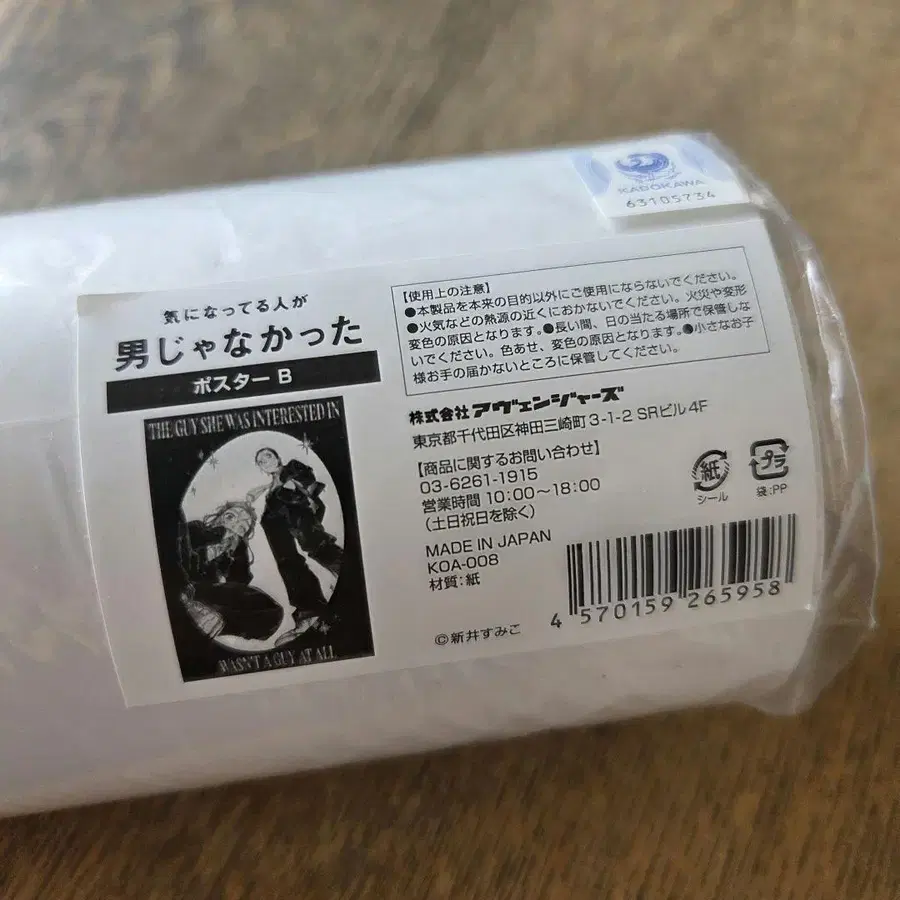 KADOKAWA
63105734
気になってる人が
男じゃなかった
ポスター B
THE GUY SHE WAS INTERESTED IN
WASN'T A GUY AT ALL
【使用上の注意】
●本製品を本来の目的以外にご使用にならないでください。
●火気などの熱源の近くにおかないでください。火災や変形
変色の原因となります。●長い間、日の当たる場所で保管しな
いでください。色あせ、変色の原因となります。●小さなお子
様お手の届かないところに保管してください。
株式会社アヴェンジャーズ
東京都千代田区神田三崎町3-1-2 SRビル4F
【商品に関するお問い合わせ】
03-6261-1915
営業時間 10:00〜18:00
(土日祝日を除く)
MADE IN JAPAN
KOA-008
材質:紙
紙
シール
プラ
袋:PP
©新井すみこ
4 570159 265958